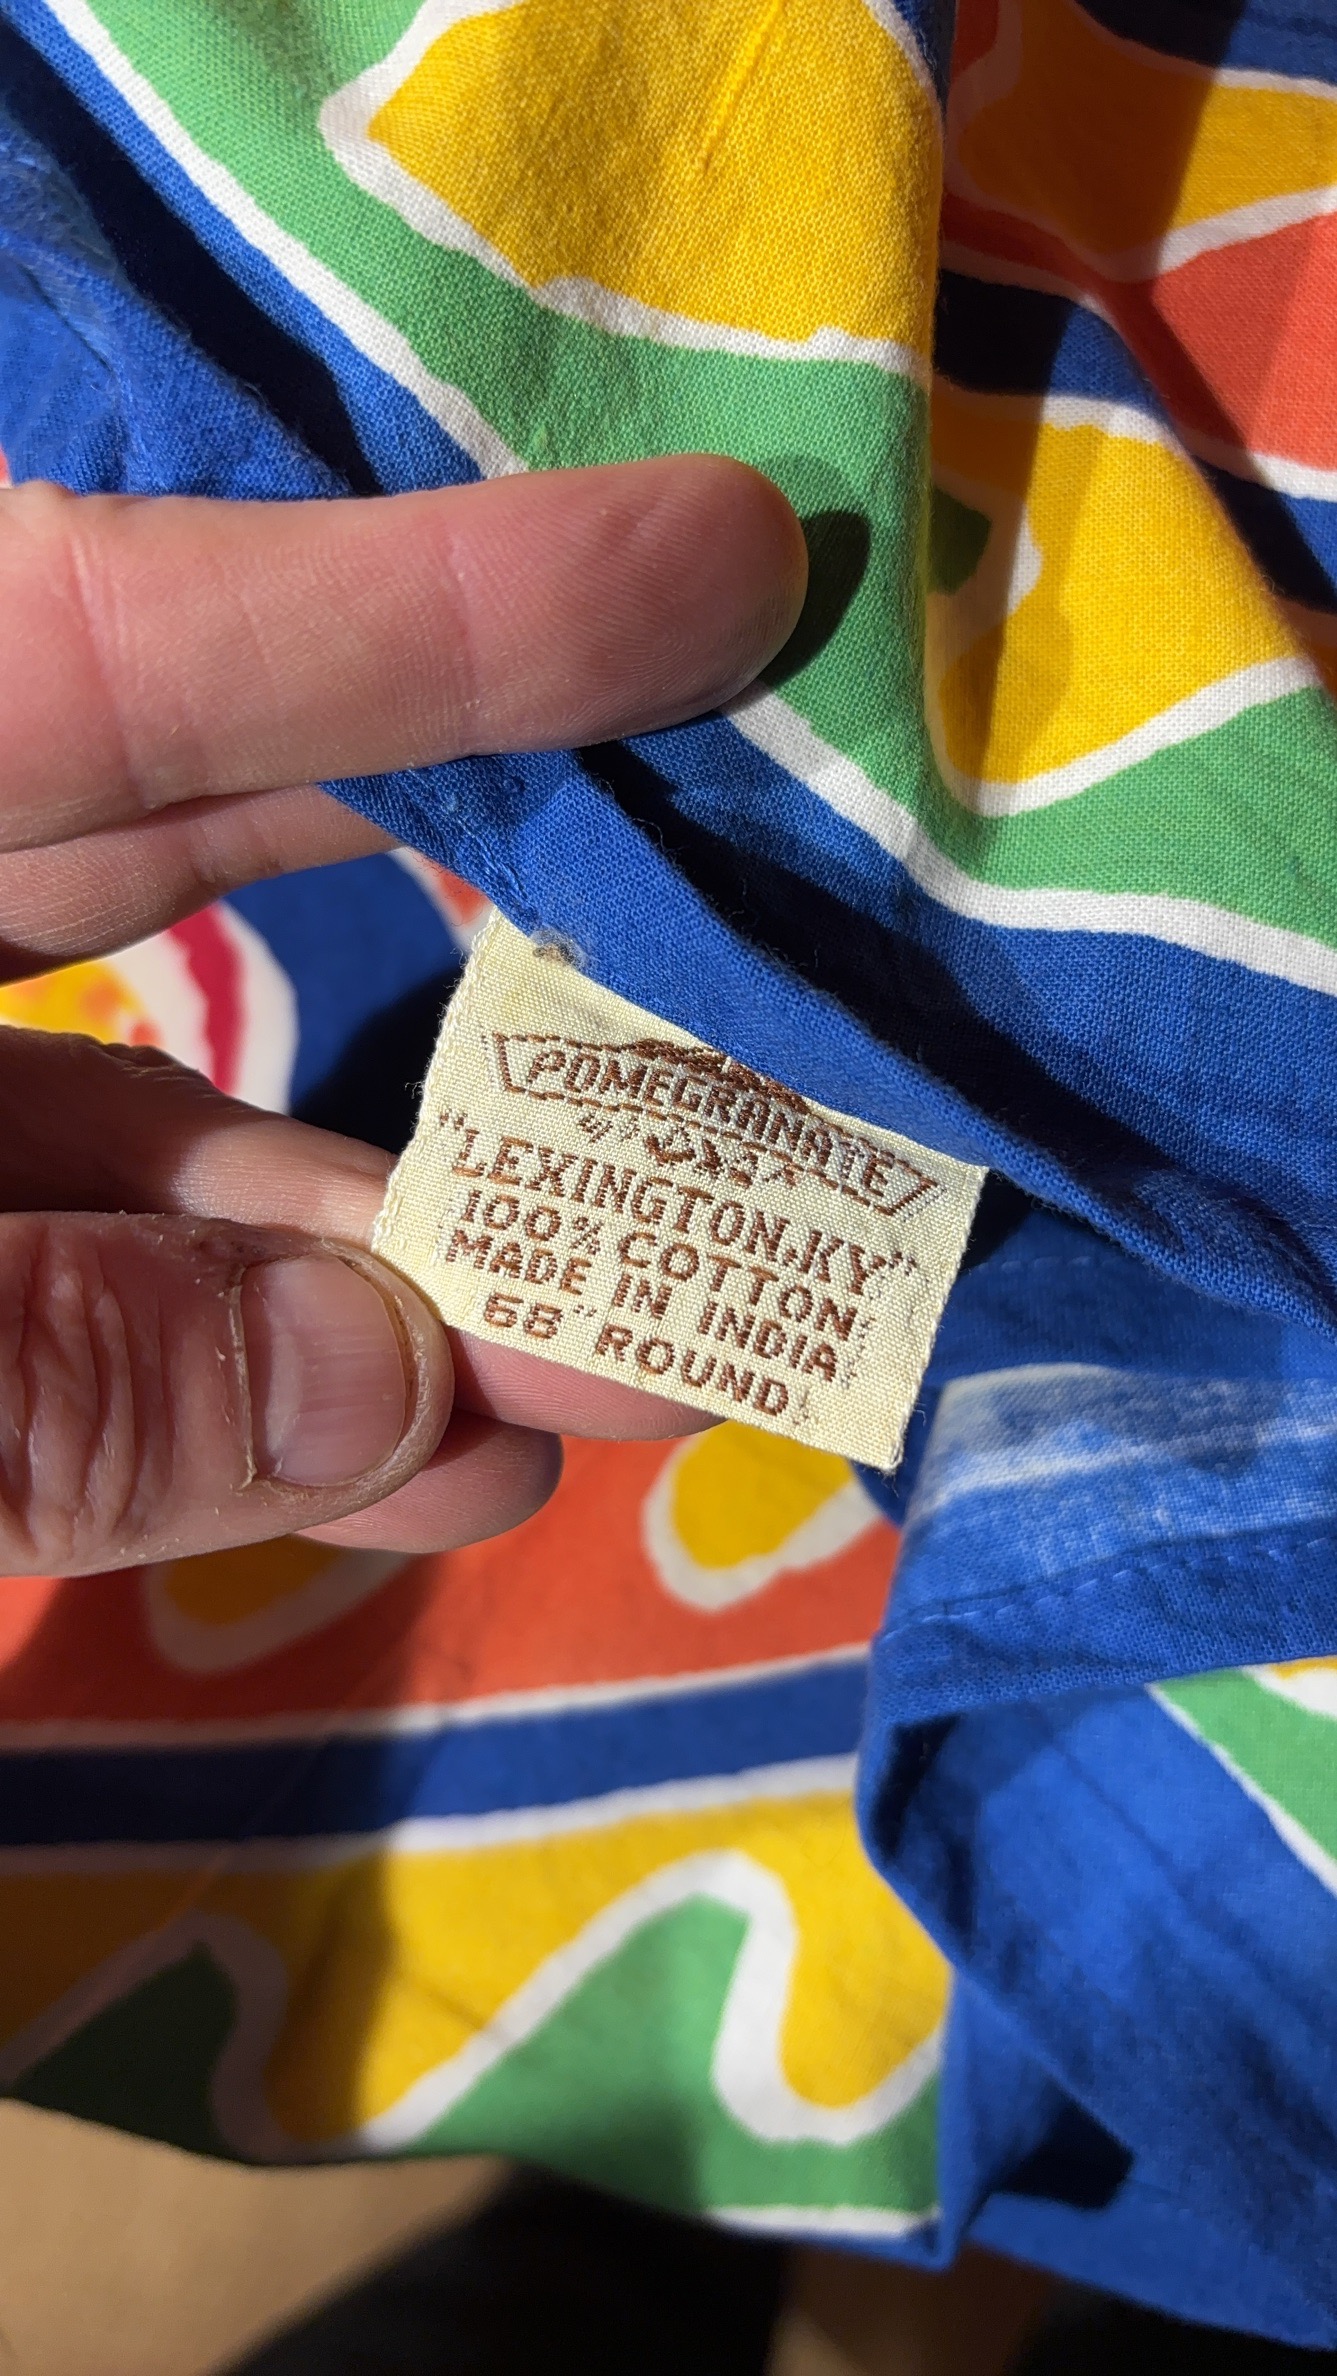 POMEGRANATE
"LEXINGTON, KY"
100% COTTON
MADE IN INDIA
68" ROUND